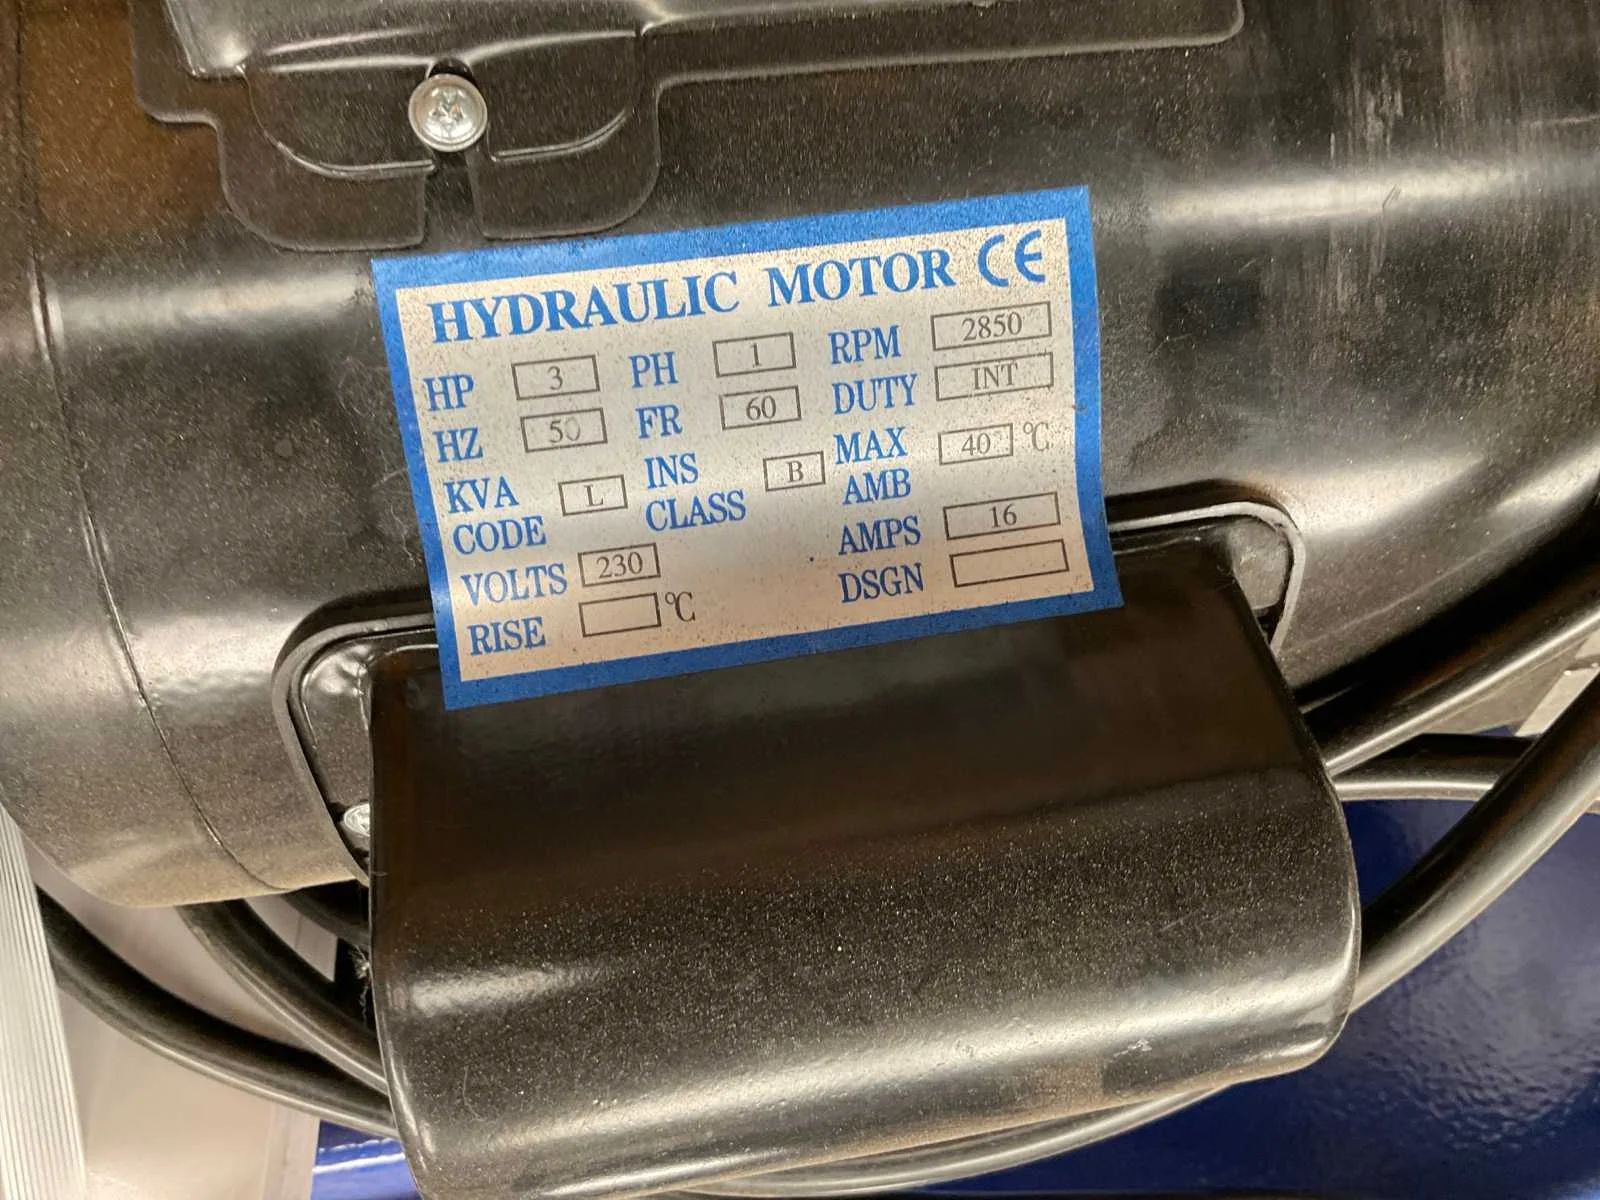 HYDRAULIC MOTOR CE
HP 3 PH 1 RPM 2850
HZ 50 FR 60 DUTY INT
KVA CODE L INS CLASS B MAX AMB 40 °C
VOLTS 230 AMPS 16
RISE °C DSGN